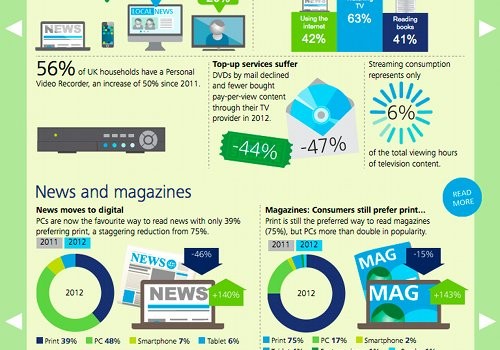 LOCAL NEWS
NEWS
TV
Using the internet
42%
63%
Reading books
41%
56% of UK households have a Personal
Video Recorder, an increase of 50% since 2011.
Top-up services suffer
DVDs by mail declined
and fewer bought
pay-per-view content
through their TV
provider in 2012.
-44%
-47%
Streaming consumption
represents only
6%
of the total viewing hours
of television content.
News and magazines
READ
MORE
News moves to digital
PCs are now the favourite way to read news with only 39%
preferring print, a staggering reduction from 75%.
2011 2012
2012
NEWS
NEWS
-46%
+140%
Print 39% PC 48% Smartphone 7% Tablet 6%
Magazines: Consumers still prefer print...
Print is still the preferred way to read magazines
(75%), but PCs more than double in popularity.
2011 2012
2012
MAG
MAG
-15%
+143%
Print 75% PC 17% Smartphone 2%